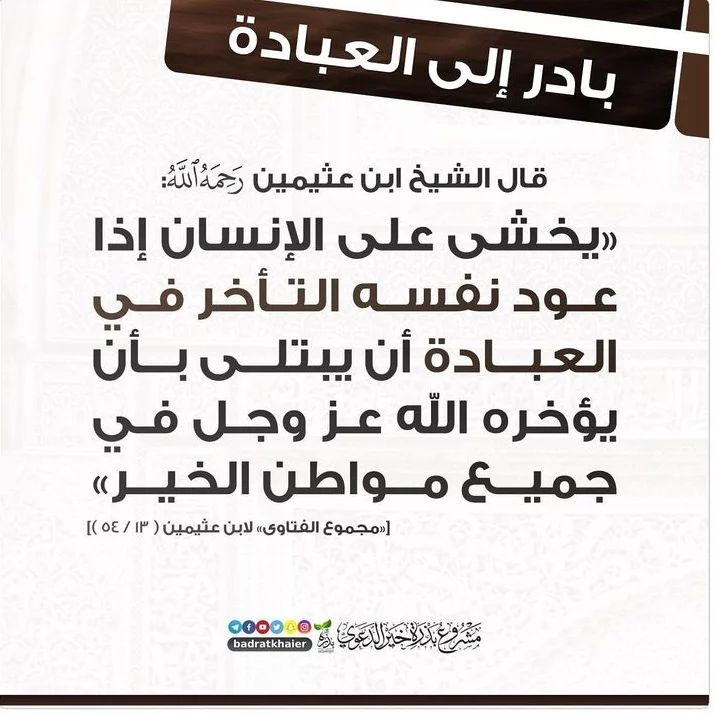 بادر إلى العبادة
قال الشيخ ابن عثيمين رَحِمَهُ ٱللَّهُ:
«يخشى على الإنسان إذا
عـود نفسـه التـأخر فـي
العبـادة أن يبتلـى بـأن
يؤخره الله عـز وجـل فـي
جميـع مـواطن الخيـر»
[«مجموع الفتاوى» لابن عثيمين ( ١٣ / ٥٤ )]
مشروع بذرة خير الدعوي
badratkhaier